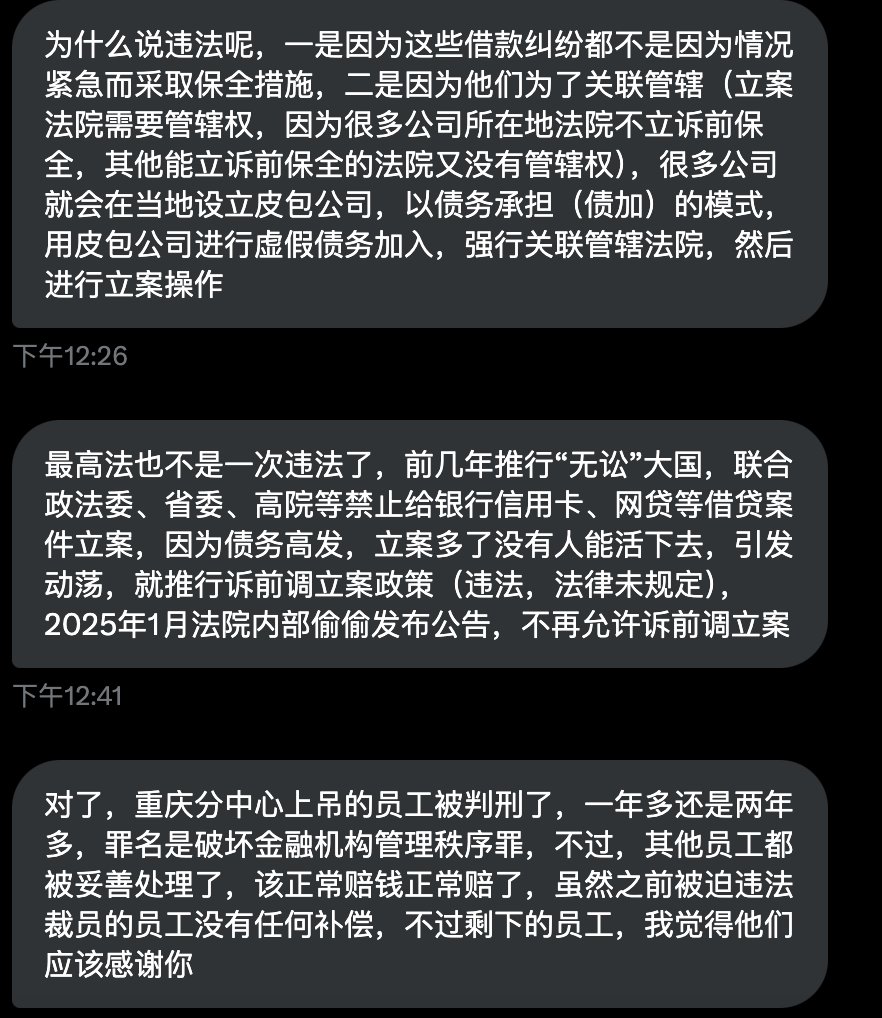 为什么说违法呢，一是因为这些借款纠纷都不是因为情况
紧急而采取保全措施，二是因为他们为了关联管辖（立案
法院需要管辖权，因为很多公司所在地法院不立诉前保
全，其他能立诉前保全的法院又没有管辖权），很多公司
就会在当地设立皮包公司，以债务承担（债加）的模式，
用皮包公司进行虚假债务加入，强行关联管辖法院，然后
进行立案操作
下午12:26
最高法也不是一次违法了，前几年推行“无讼”大国，联合
政法委、省委、高院等禁止给银行信用卡、网贷等借贷案
件立案，因为债务高发，立案多了没有人能活下去，引发
动荡，就推行诉前调立案政策（违法，法律未规定），
2025年1月法院内部偷偷发布公告，不再允许诉前调立案
下午12:41
对了，重庆分中心上吊的员工被判刑了，一年多还是两年
多，罪名是破坏金融机构管理秩序罪，不过，其他员工都
被妥善处理了，该正常赔钱正常赔了，虽然之前被迫违法
裁员的员工没有任何补偿，不过剩下的员工，我觉得他们
应该感谢你